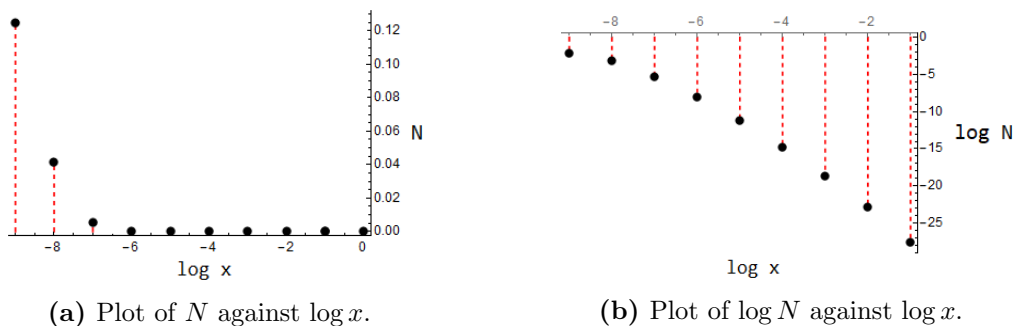 0.12
0.10
0.08
0.06
0.04
0.02
0.00
N
-8 -6 -4 -2 0
log x
(a) Plot of N against log x.
-8 -6 -4 -2
0
-5
-10
-15
-20
-25
log N
log x
(b) Plot of log N against log x.